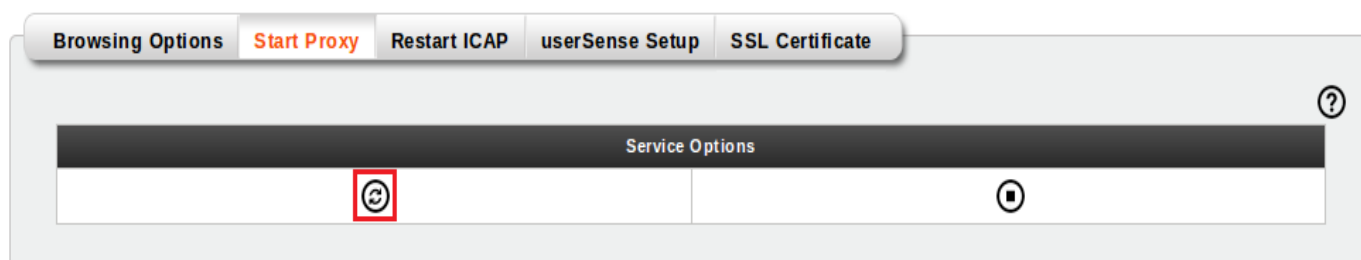 Browsing Options Start Proxy Restart ICAP userSense Setup SSL Certificate
?
Service Options